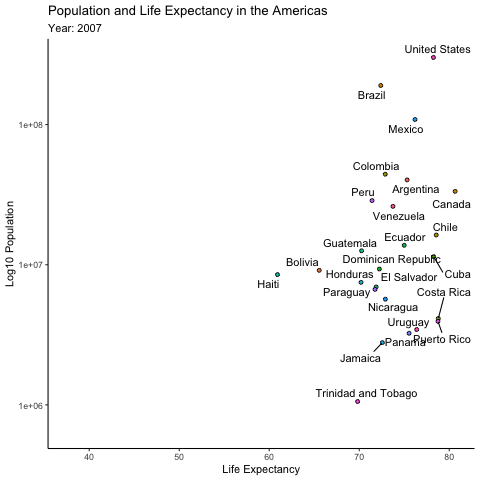 Population and Life Expectancy in the Americas
Year: 2007
United States
Brazil
1e+08
Mexico
Colombia
Peru
Argentina
Canada
Venezuela
Chile
Log10 Population
Guatemala
Ecuador
Dominican Republic
1e+07
Bolivia
Haiti
Honduras
El Salvador
Cuba
Paraguay
Costa Rica
Nicaragua
Uruguay
Panama
Puerto Rico
Jamaica
Trinidad and Tobago
1e+06
40 50 60 70 80
Life Expectancy